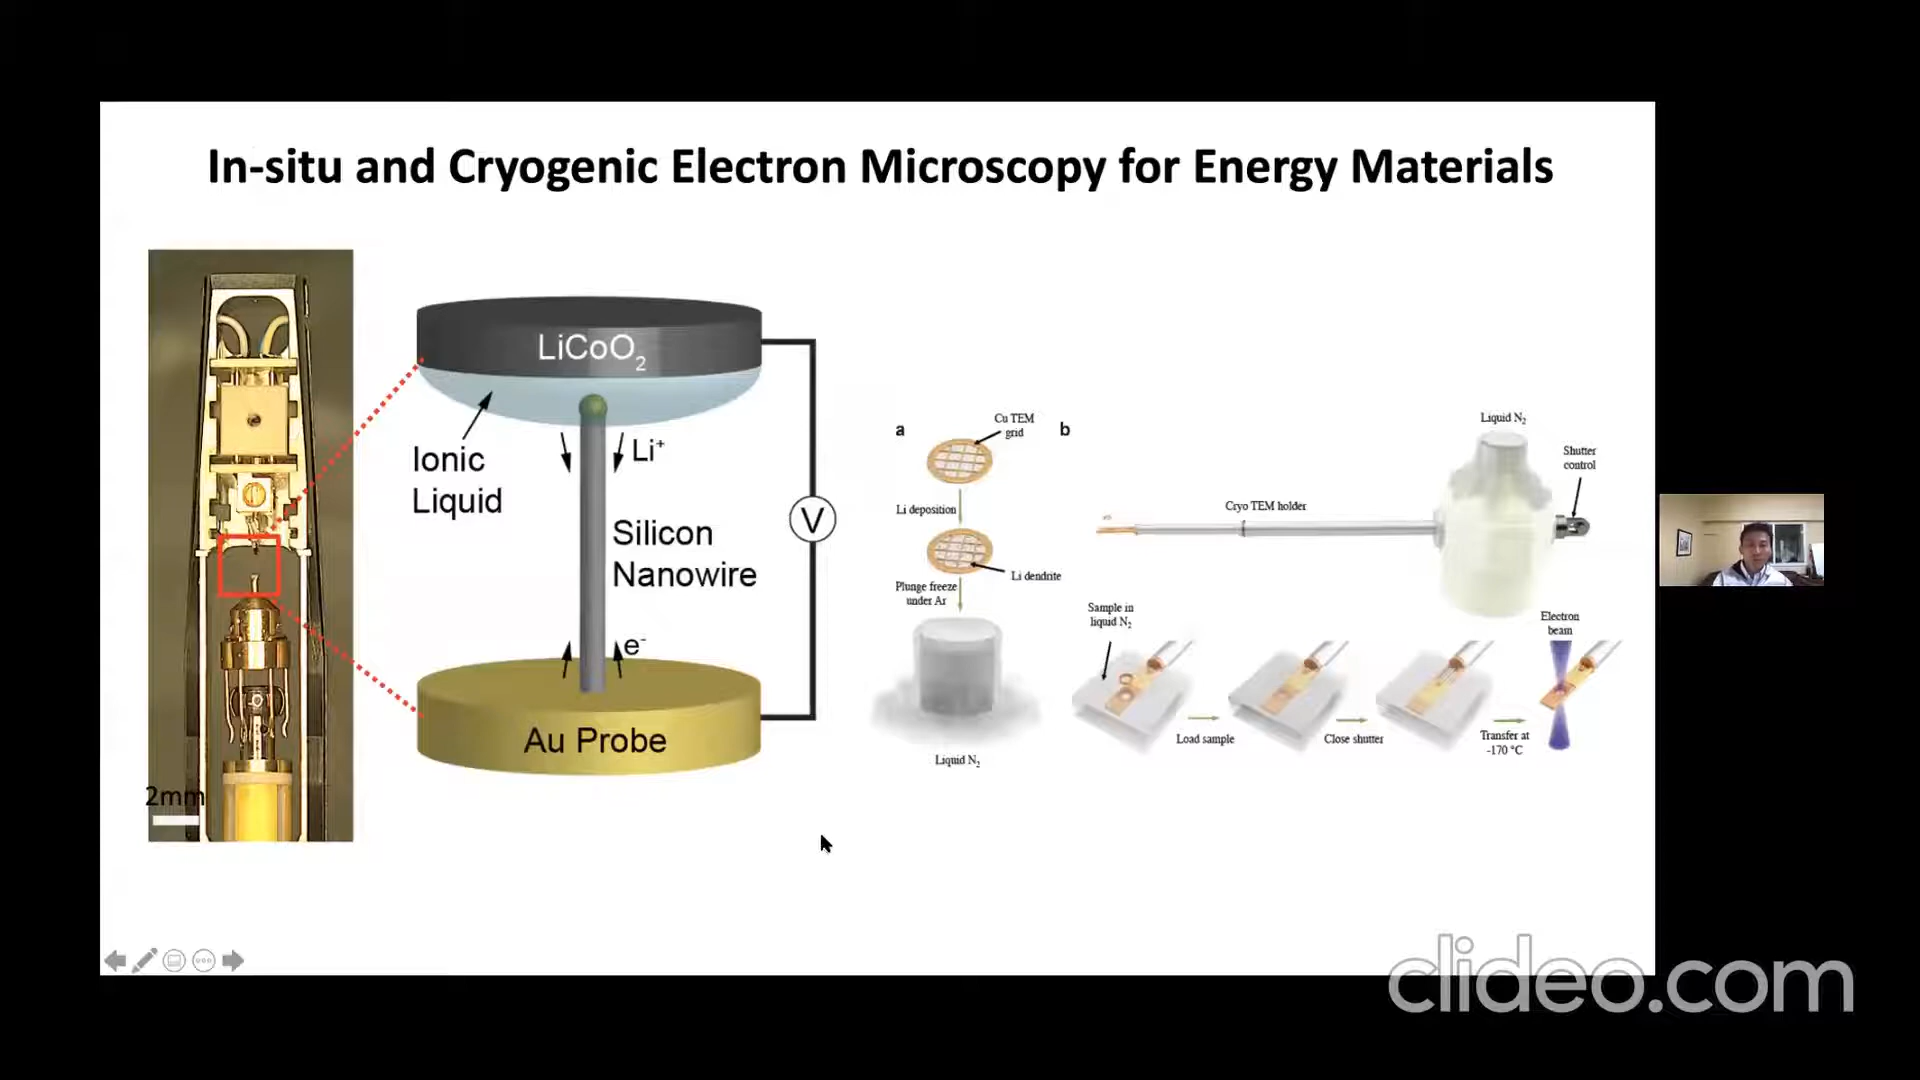 In-situ and Cryogenic Electron Microscopy for Energy Materials
2mm
LiCoO2
Ionic
Liquid
Li+
Silicon
Nanowire
e-
Au Probe
V
a
Cu TEM
grid
Li deposition
Li dendrite
Plunge freeze
under Ar
Liquid N2
b
Liquid N2
Shutter
control
Cryo TEM holder
Sample in
liquid N2
Electron
beam
Load sample
Close shutter
Transfer at
-170 °C
clideo.com